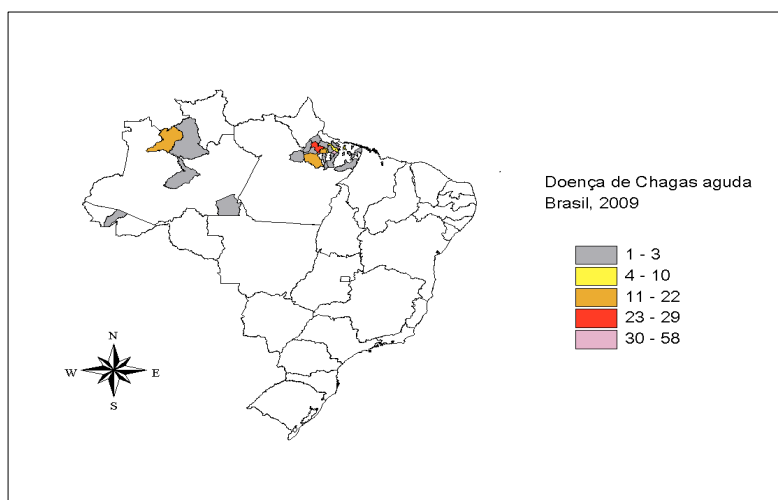 Doença de Chagas aguda
Brasil, 2009
1 - 3
4 - 10
11 - 22
23 - 29
30 - 58
N
W E
S